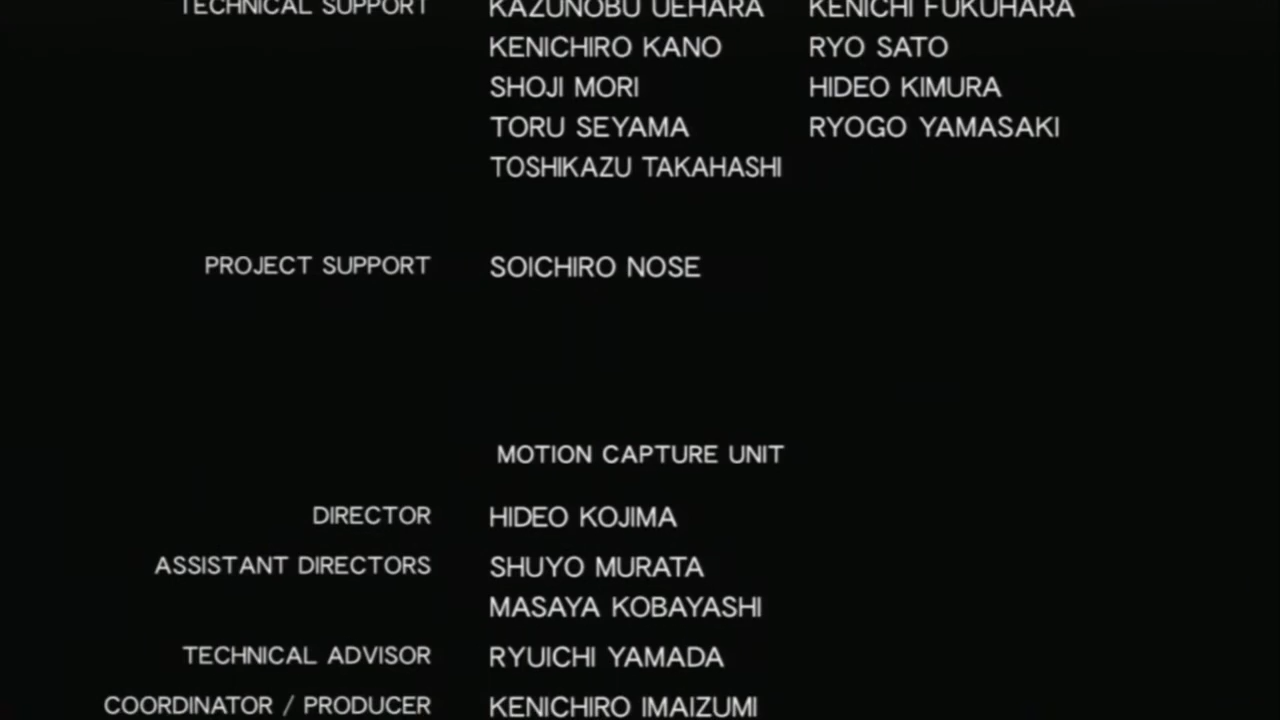 TECHNICAL SUPPORT KAZUNOBU UEHARA KENICHI FUKUHARA
KENICHIRO KANO RYO SATO
SHOJI MORI HIDEO KIMURA
TORU SEYAMA RYOGO YAMASAKI
TOSHIKAZU TAKAHASHI
PROJECT SUPPORT SOICHIRO NOSE
MOTION CAPTURE UNIT
DIRECTOR HIDEO KOJIMA
ASSISTANT DIRECTORS SHUYO MURATA
MASAYA KOBAYASHI
TECHNICAL ADVISOR RYUICHI YAMADA
COORDINATOR / PRODUCER KENICHIRO IMAIZUMI